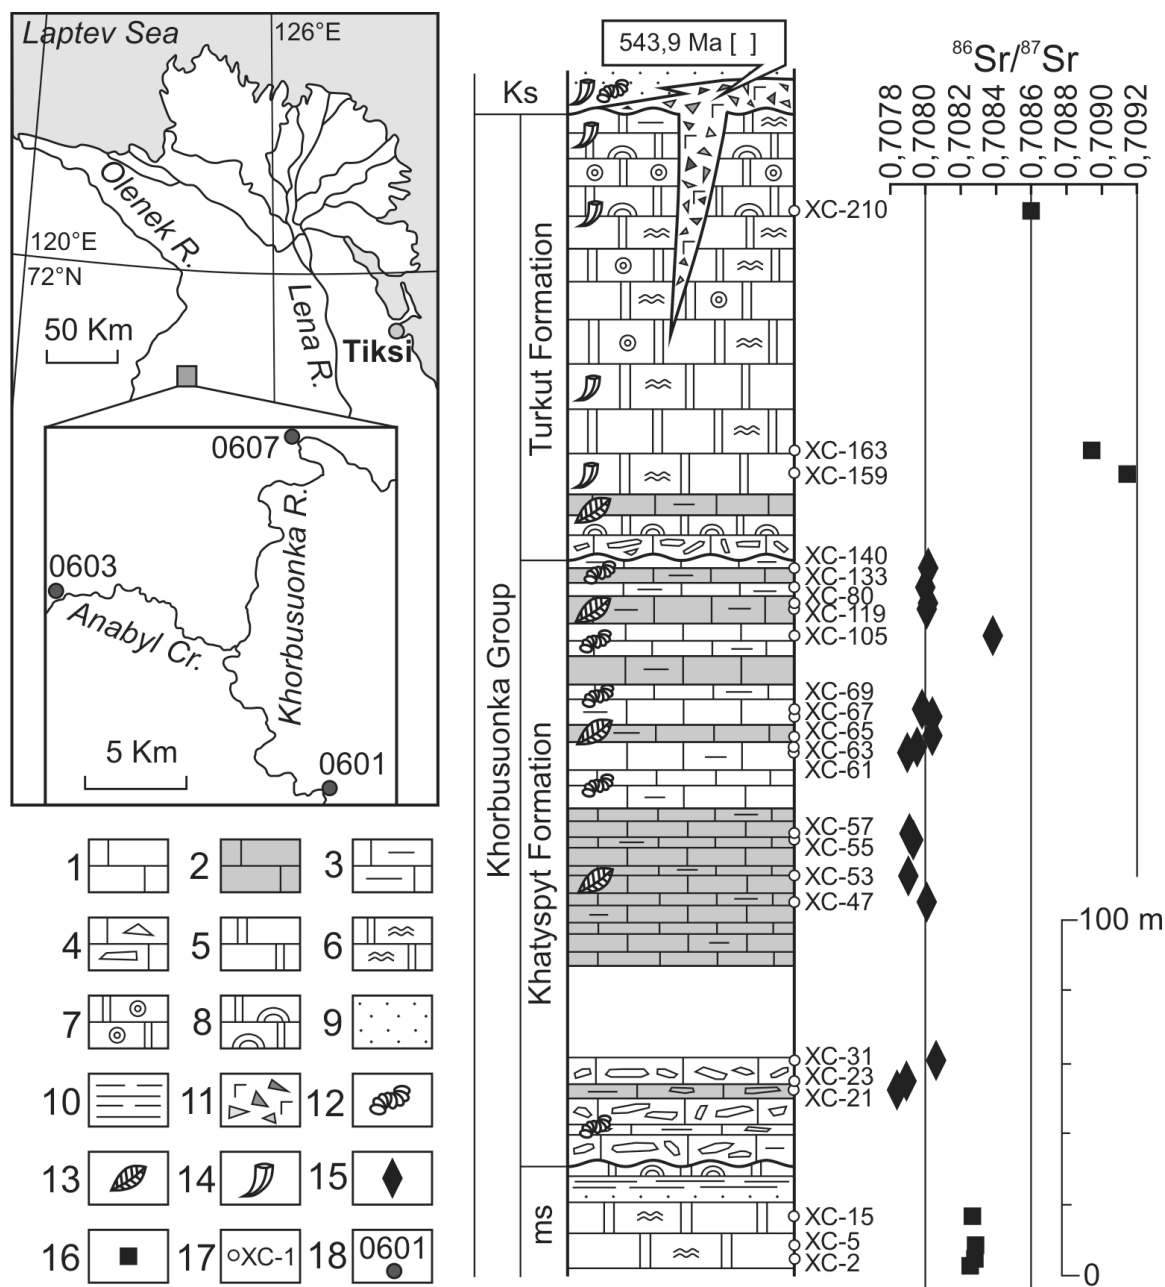 Laptev Sea
126°E
Olenek R.
120°E
72°N
Lena R.
50 Km
Tiksi
0607
0603
Khorbusuonka R.
Anabyl Cr.
5 Km
0601
1
2
3
4
5
6
7
8
9
10
11
12
13
14
15
16
17
XC-1
18
0601
543,9 Ma [ ]
Ks
Khorbusuonka Group
Turkut Formation
Khatyspyt Formation
ms
86Sr/87Sr
0,7078
0,7080
0,7082
0,7084
0,7086
0,7088
0,7090
0,7092
XC-210
XC-163
XC-159
XC-140
XC-133
XC-80
XC-119
XC-105
XC-69
XC-67
XC-65
XC-63
XC-61
XC-57
XC-55
XC-53
XC-47
XC-31
XC-23
XC-21
XC-15
XC-5
XC-2
100 m
0